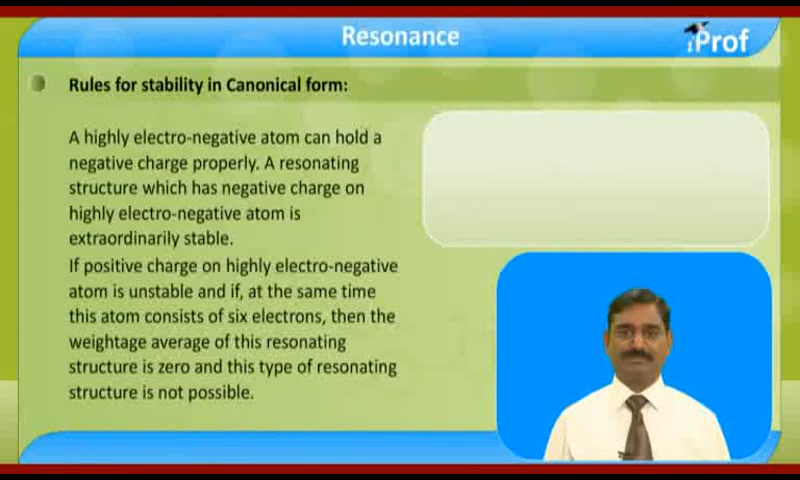 Resonance
iProf
Rules for stability in Canonical form:
A highly electro-negative atom can hold a
negative charge properly. A resonating
structure which has negative charge on
highly electro-negative atom is
extraordinarily stable.
If positive charge on highly electro-negative
atom is unstable and if, at the same time
this atom consists of six electrons, then the
weightage average of this resonating
structure is zero and this type of resonating
structure is not possible.